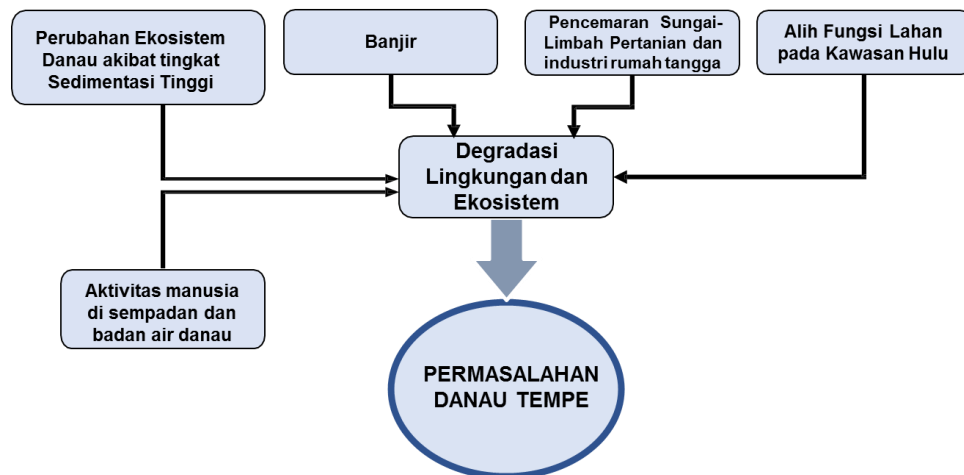 Perubahan Ekosistem
Danau akibat tingkat
Sedimentasi Tinggi
Banjir
Pencemaran Sungai-
Limbah Pertanian dan
industri rumah tangga
Alih Fungsi Lahan
pada Kawasan Hulu
Degradasi
Lingkungan dan
Ekosistem
Aktivitas manusia
di sempadan dan
badan air danau
PERMASALAHAN
DANAU TEMPE